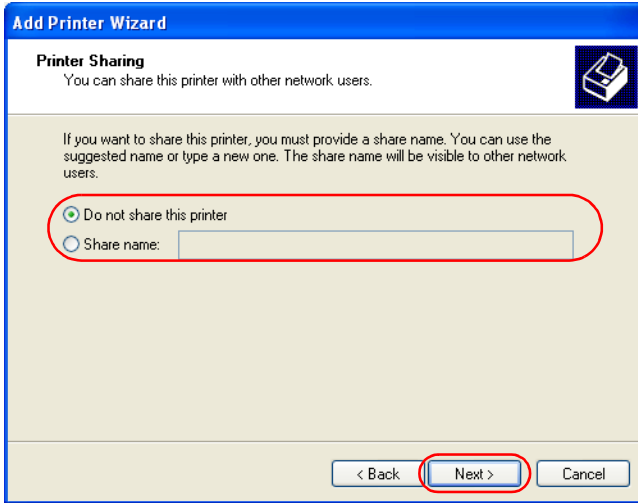 Add Printer Wizard
Printer Sharing
You can share this printer with other network users.
If you want to share this printer, you must provide a share name. You can use the
suggested name or type a new one. The share name will be visible to other network
users.
Do not share this printer
Share name:
< Back
Next >
Cancel